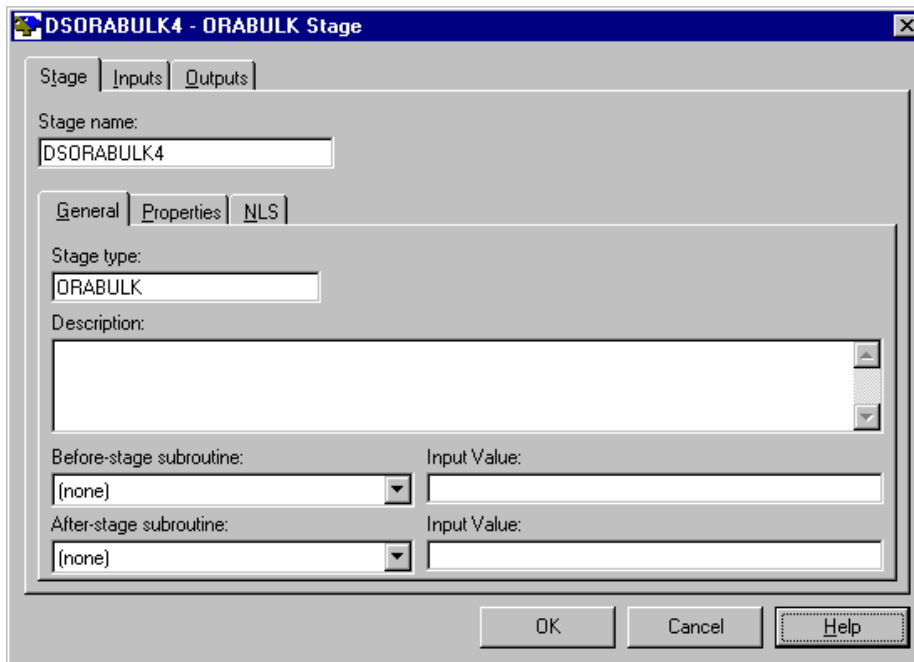 DSORABULK4 - ORABULK Stage
Stage Inputs Outputs
Stage name:
DSORABULK4
General Properties NLS
Stage type:
ORABULK
Description:
Before-stage subroutine: Input Value:
(none)
After-stage subroutine: Input Value:
(none)
OK Cancel Help